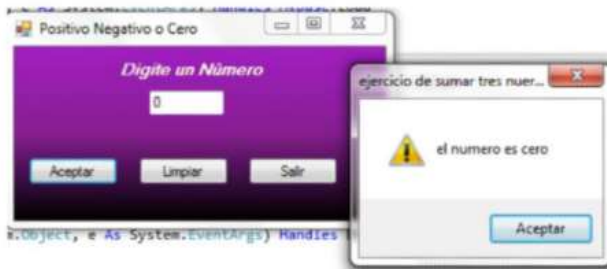 Positivo Negativo o Cero
Digite un Número
0
Aceptar
Limpiar
Salir
ejercicio de sumar tres nuer...
el numero es cero
Aceptar
m.Object, e As System.EventArgs) Handles